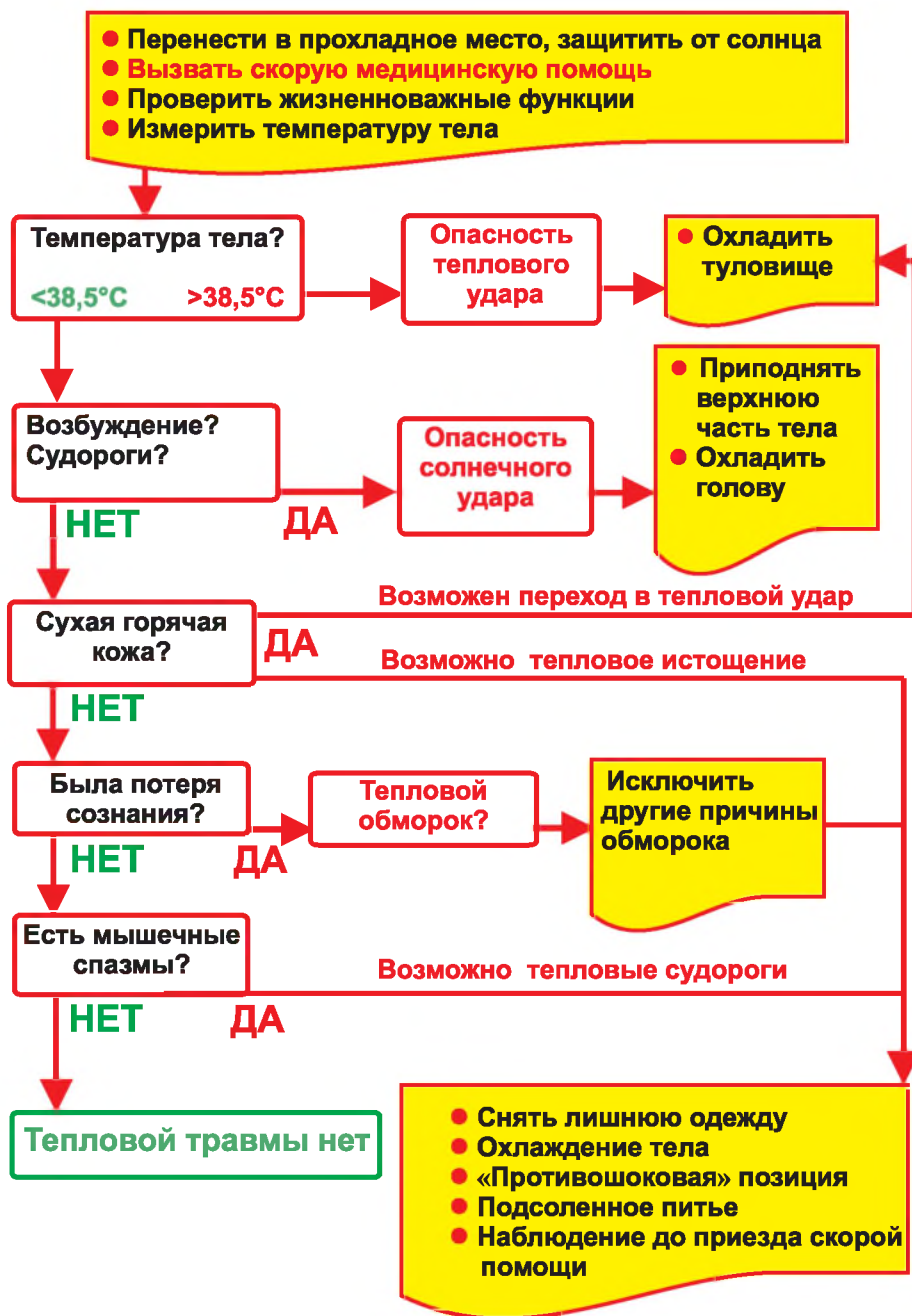 ● Перенести в прохладное место, защитить от солнца
● Вызвать скорую медицинскую помощь
● Проверить жизненноважные функции
● Измерить температуру тела
Температура тела?
<38,5°C >38,5°C
Опасность
теплового
удара
● Охладить
туловище
Возбуждение?
Судороги?
НЕТ
ДА
Опасность
солнечного
удара
● Приподнять
верхнюю
часть тела
● Охладить
голову
Сухая горячая
кожа?
ДА
Возможен переход в тепловой удар
Возможно тепловое истощение
НЕТ
Была потеря
сознания?
НЕТ
ДА
Тепловой
обморок?
Исключить
другие причины
обморока
Есть мышечные
спазмы?
Возможно тепловые судороги
НЕТ
ДА
Тепловой травмы нет
● Снять лишнюю одежду
● Охлаждение тела
● «Противошоковая» позиция
● Подсоленное питье
● Наблюдение до приезда скорой
помощи